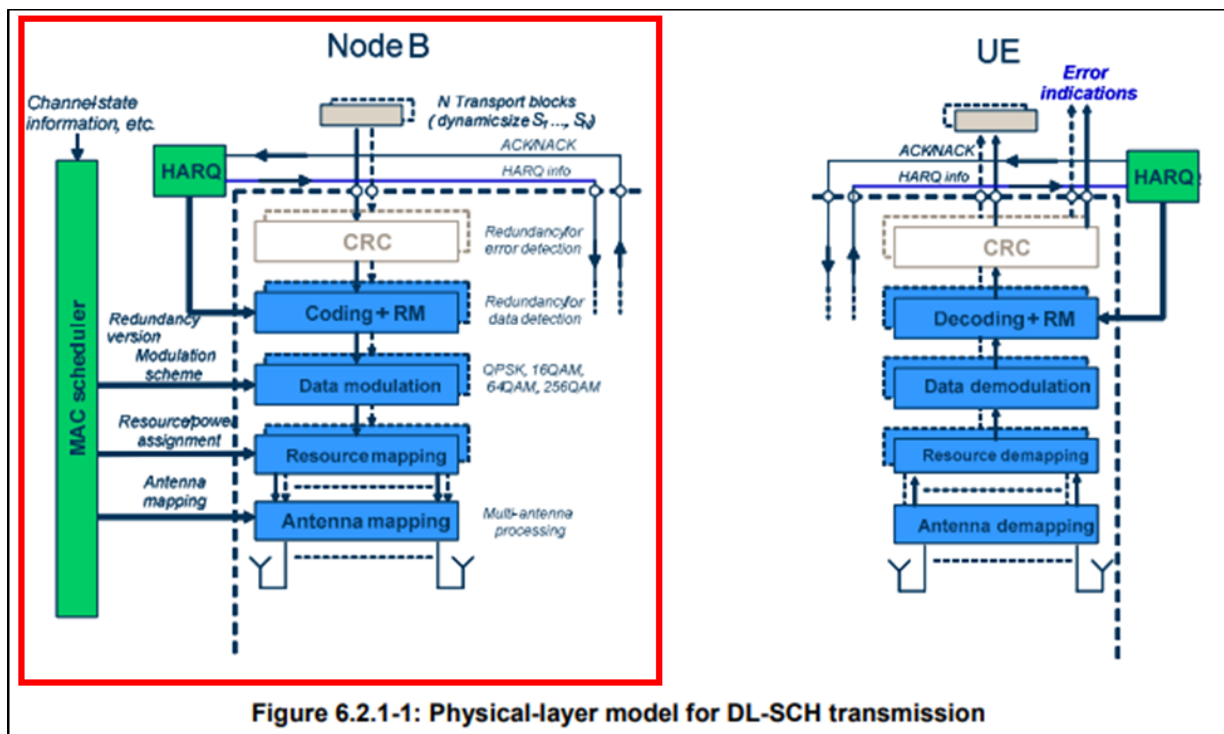 Node B
Channel-state
information, etc.
N Transport blocks
(dynamic size S1 ..., SN)
HARQ
ACK/NACK
HARQ info
CRC
Redundancy for
error detection
Coding + RM
Redundancy for
data detection
MAC scheduler
Redundancy
version
Modulation
scheme
Data modulation
QPSK, 16QAM,
64QAM, 256QAM
Resource/power
assignment
Resource mapping
Antenna
mapping
Antenna mapping
Multi-antenna
processing
UE
Error
indications
ACK/NACK
HARQ info
HARQ
CRC
Decoding + RM
Data demodulation
Resource demapping
Antenna demapping
Figure 6.2.1-1: Physical-layer model for DL-SCH transmission